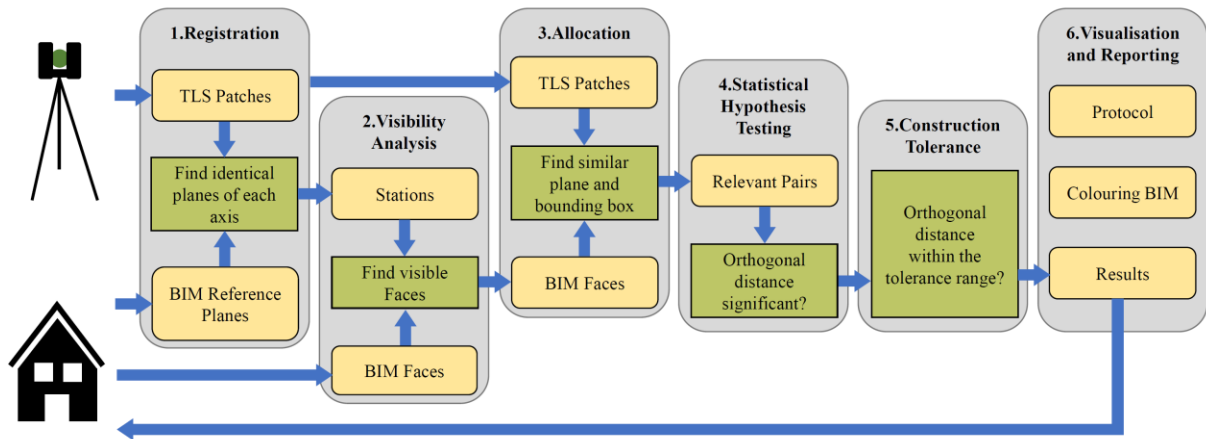 1.Registration
TLS Patches
Find identical
planes of each
axis
BIM Reference
Planes
2.Visibility
Analysis
Stations
Find visible
Faces
BIM Faces
3.Allocation
TLS Patches
Find similar
plane and
bounding box
BIM Faces
4.Statistical
Hypothesis
Testing
Relevant Pairs
Orthogonal
distance
significant?
5.Construction
Tolerance
Orthogonal
distance
within the
tolerance range?
6.Visualisation
and Reporting
Protocol
Colouring BIM
Results